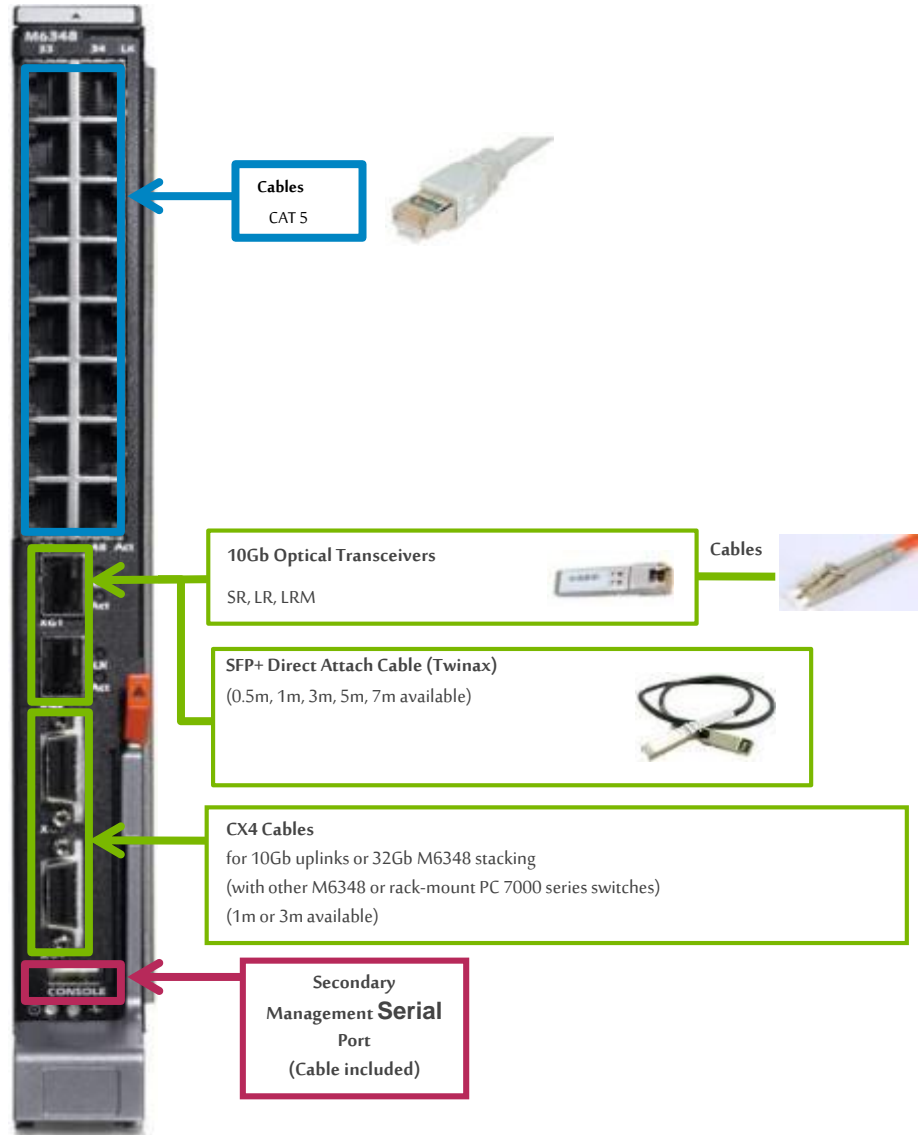 M6348
33 34 LK
Cables
CAT 5
48 Act
10Gb Optical Transceivers
SR, LR, LRM
Cables
Act
XG1
LK
Act
SFP+ Direct Attach Cable (Twinax)
(0.5m, 1m, 3m, 5m, 7m available)
CX4 Cables
for 10Gb uplinks or 32Gb M6348 stacking
(with other M6348 or rack-mount PC 7000 series switches)
(1m or 3m available)
CONSOLE
Secondary
Management Serial
Port
(Cable included)